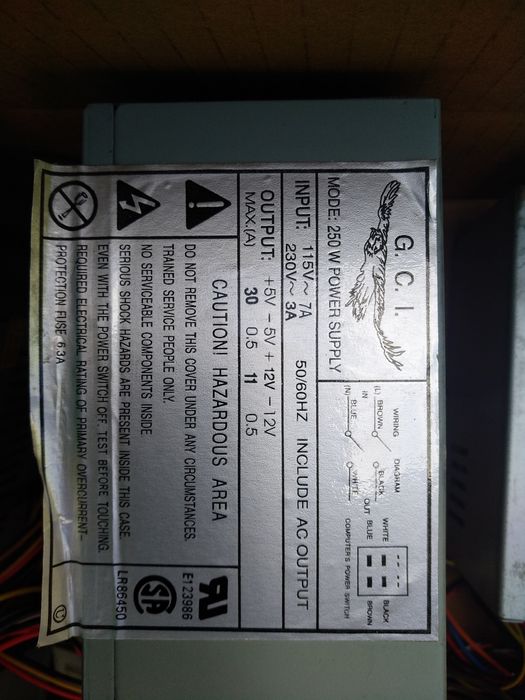 G. C. I.
MODE: 250 W POWER SUPPLY
WIRING DIAGRAM
(L) BROWN
BLACK
IN
OUT
(N) BLUE
WHITE
WHITE BLACK
BLUE BROWN
COMPUTER'S POWER SWITCH
INPUT: 115V~ 7A 50/60HZ INCLUDE AC OUTPUT
230V~ 3A
OUTPUT: +5V -5V +12V -12V
MAX.(A) 30 0.5 11 0.5
CAUTION! HAZARDOUS AREA
DO NOT REMOVE THIS COVER UNDER ANY CIRCUMSTANCES.
TRAINED SERVICE PEOPLE ONLY.
NO SERVICEABLE COMPONENTS INSIDE
SERIOUS SHOCK HAZARDS ARE PRESENT INSIDE THIS CASE
EVEN WITH THE POWER SWITCH OFF. TEST BEFORE TOUCHING.
REQUIRED ELECTRICAL RATING OF PRIMARY OVERCURRENT-
PROTECTION FUSE 6.3A
E123986
LR86450